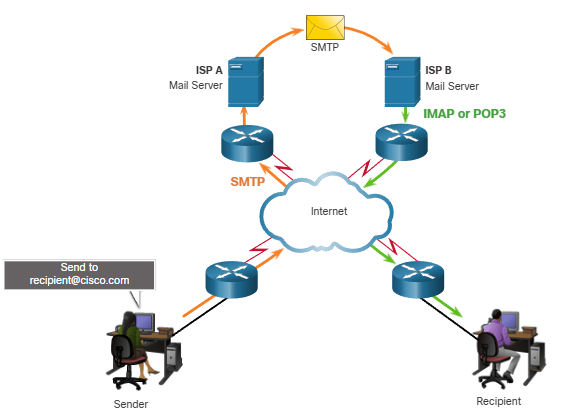 SMTP
ISP A
Mail Server
ISP B
Mail Server
IMAP or POP3
SMTP
Internet
Send to
recipient@cisco.com
Sender
Recipient